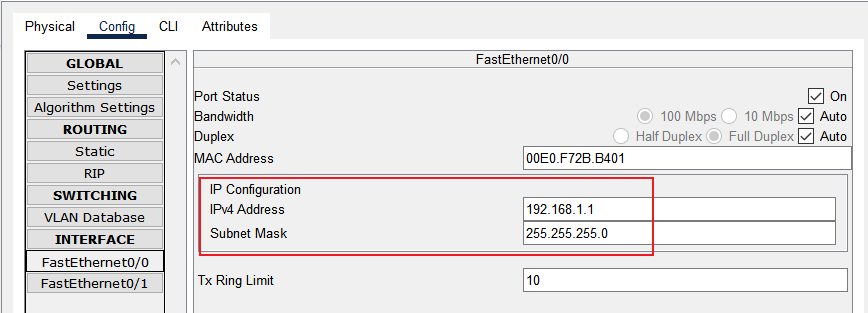 Physical Config CLI Attributes
GLOBAL
Settings
Algorithm Settings
ROUTING
Static
RIP
SWITCHING
VLAN Database
INTERFACE
FastEthernet0/0
FastEthernet0/1
FastEthernet0/0
Port Status On
Bandwidth 100 Mbps 10 Mbps Auto
Duplex Half Duplex Full Duplex Auto
MAC Address 00E0.F72B.B401
IP Configuration
IPv4 Address 192.168.1.1
Subnet Mask 255.255.255.0
Tx Ring Limit 10